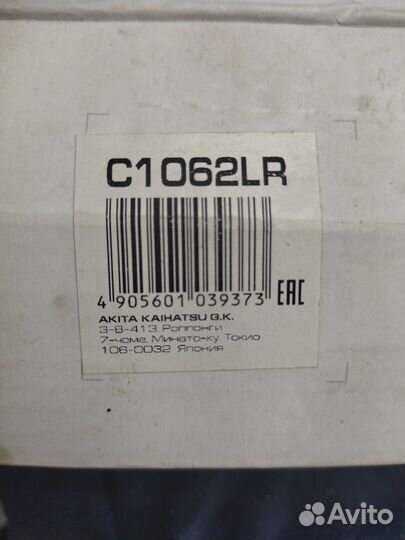 C1062LR
4 905601 039373 EAC
AKITA KAIHATSU G.K.
3-8-413, Роппонги
7-чоме, Минато-ку, Токио
106-0032 Япония
Avito